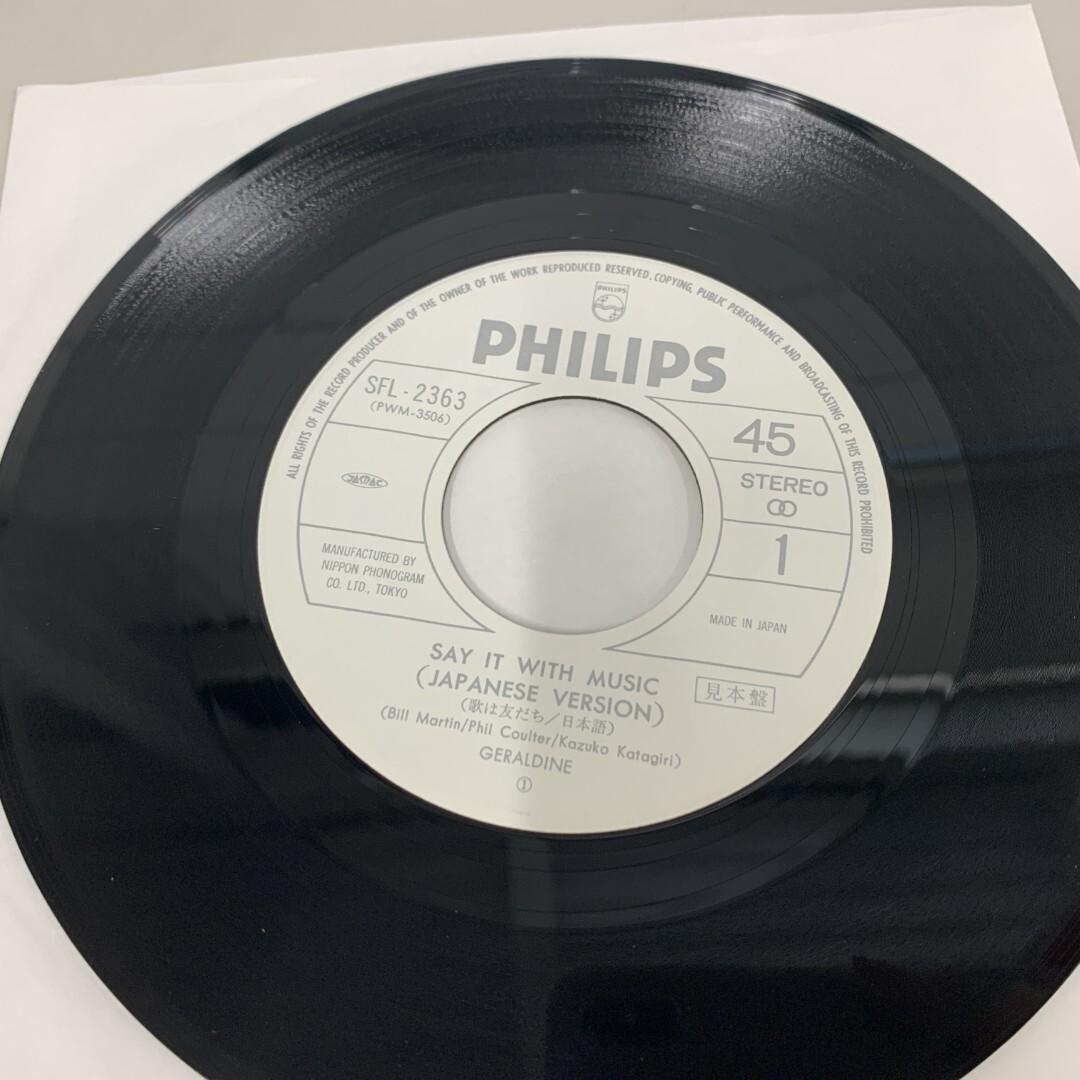 ALL RIGHTS OF THE RECORD PRODUCER AND OF THE OWNER OF THE WORK REPRODUCED RESERVED. COPYING, PUBLIC PERFORMANCE AND BROADCASTING OF THIS RECORD PROHIBITED
PHILIPS
PHILIPS
SFL-2363
(PWM-3506)
JASRAC
MANUFACTURED BY
NIPPON PHONOGRAM
CO. LTD., TOKYO
45
STEREO
1
MADE IN JAPAN
SAY IT WITH MUSIC
(JAPANESE VERSION)
(歌は友だち/日本語)
見本盤
(Bill Martin/Phil Coulter/Kazuko Katagiri)
GERALDINE
①